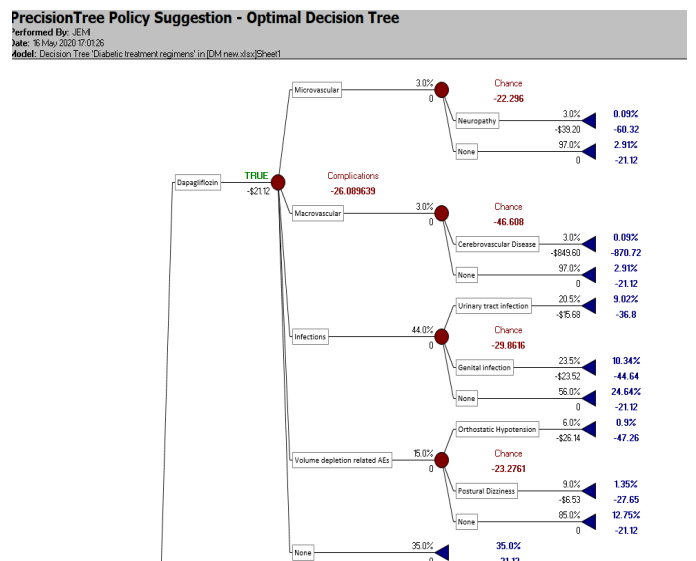 PrecisionTree Policy Suggestion - Optimal Decision Tree
Performed By: JEMI
Date: 16 May 2020 17:01:26
Model: Decision Tree 'Diabetic treatment regimens' in [DM new.xlsx]Sheet1
Microvascular
3.0%
0
Chance
-22.296
Neuropathy
3.0%
-$39.20
0.09%
-60.32
None
97.0%
0
2.91%
-21.12
Dapagliflozin
TRUE
-$21.12
Complications
-26.089639
Macrovascular
3.0%
0
Chance
-46.608
Cerebrovascular Disease
3.0%
-$849.60
0.09%
-870.72
None
97.0%
0
2.91%
-21.12
Urinary tract infection
20.5%
-$15.68
9.02%
-36.8
Infections
44.0%
0
Chance
-29.8616
Genital infection
23.5%
-$23.52
10.34%
-44.64
None
56.0%
0
24.64%
-21.12
Orthostatic Hypotension
6.0%
-$26.14
0.9%
-47.26
Volume depletion related AEs
15.0%
0
Chance
-23.2761
Postural Dizziness
9.0%
-$6.53
1.35%
-27.65
None
85.0%
0
12.75%
-21.12
None
35.0%
35.0%